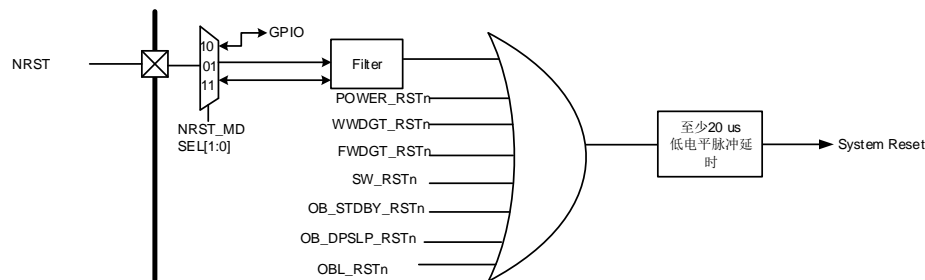 GPIO
NRST
10
01
11
Filter
NRST_MD
SEL[1:0]
POWER_RSTn
WWDGT_RSTn
FWDGT_RSTn
SW_RSTn
OB_STDBY_RSTn
OB_DPSLP_RSTn
OBL_RSTn
至少20 us
低电平脉冲延
时
System Reset